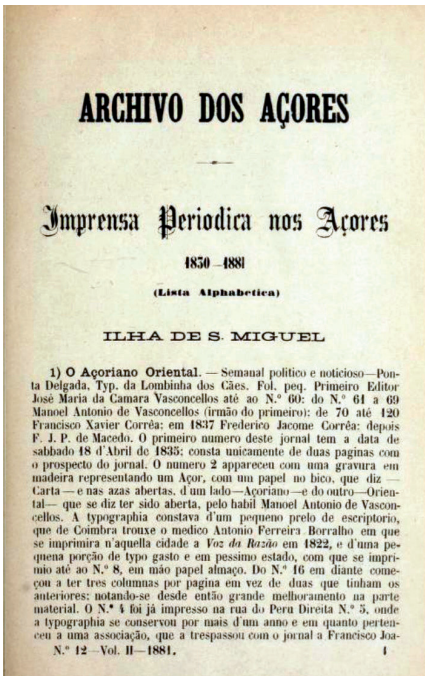 ARCHIVO DOS AÇORES
Imprensa Periodica nos Açores
1830–1881
(Lista Alphabetica)
ILHA DE S. MIGUEL
1) O Açoriano Oriental. — Semanal politico e noticioso—Pon-
ta Delgada, Typ. da Lombinha dos Cães. Fol. peq. Primeiro Editor
José Maria da Camara Vasconcellos até ao N.º 60: do N.º 61 a 69
Manoel Antonio de Vasconcellos (irmão do primeiro): de 70 até 120
Francisco Xavier Corrêa: em 1837 Frederico Jacome Corrêa: depois
F. J. P. de Macedo. O primeiro numero deste jornal tem a data de
sabbado 18 d'Abril de 1835: consta unicamente de duas paginas com
o prospecto do jornal. O numero 2 appareceu com uma gravura em
madeira representando um Açor, com um papel no bico, que diz —
Carta — e nas azas abertas, d'um lado—Açoriano —e do outro—Orien-
tal— que se diz ter sido aberta, pelo habil Manoel Antonio de Vascon-
cellos. A typographia constava d'um pequeno prelo de escriptorio,
que de Coimbra trouxe o medico Antonio Ferreira Borralho em que
se imprimira n'aquella cidade a Voz da Razão em 1822, e d'uma pe-
quena porção de typo gasto e em pessimo estado, com que se impri-
mio até ao N.º 8, em máo papel almaço. Do N.º 16 em diante come-
çou a ter tres columnas por pagina em vez de duas que tinham os
anteriores: notando-se desde então grande melhoramento na parte
material. O N.º 4 foi já impresso na rua do Peru Direita N.º 5, onde
a typographia se conservou por mais d'um anno e em quanto perten-
ceu a uma associação, que a trespassou com o jornal a Francisco Joa-
N.º 12 —Vol. II—1881. 1